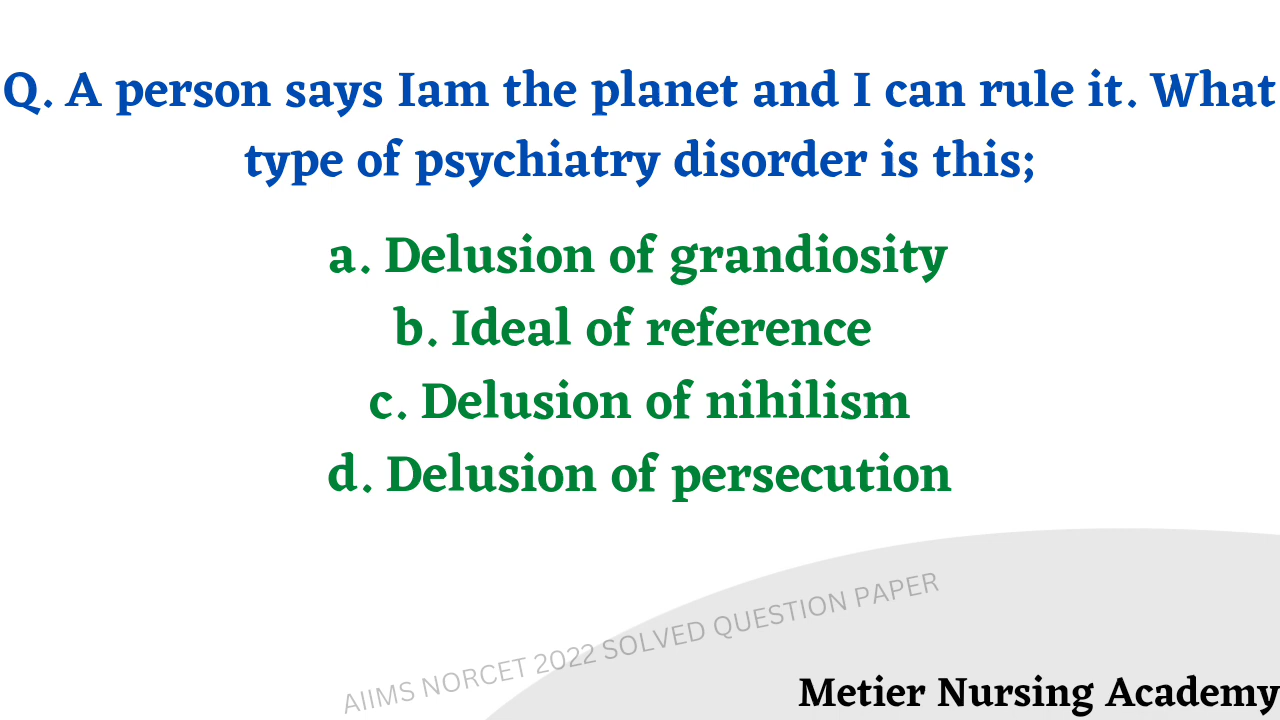 Q. A person says Iam the planet and I can rule it. What
type of psychiatry disorder is this;
a. Delusion of grandiosity
b. Ideal of reference
c. Delusion of nihilism
d. Delusion of persecution
AIIMS NORCET 2022 SOLVED QUESTION PAPER
Metier Nursing Academy